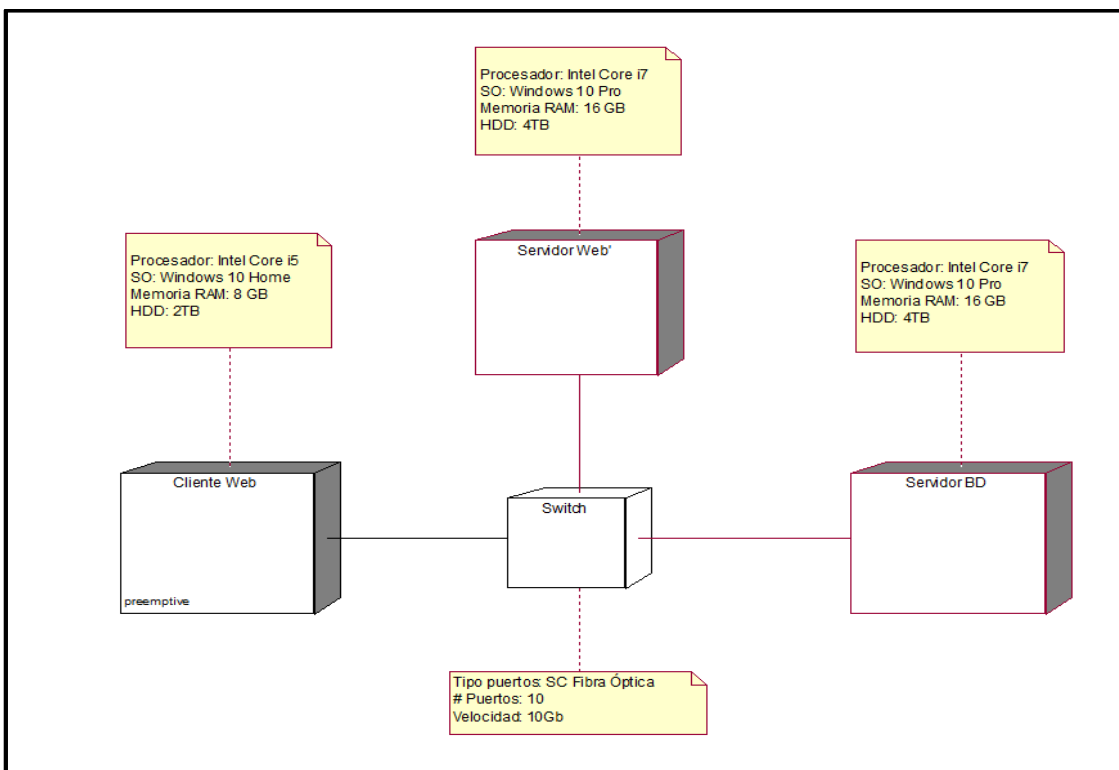 Procesador: Intel Core i7
SO: Windows 10 Pro
Memoria RAM: 16 GB
HDD: 4TB
Servidor Web'
Procesador: Intel Core i5
SO: Windows 10 Home
Memoria RAM: 8 GB
HDD: 2TB
Procesador: Intel Core i7
SO: Windows 10 Pro
Memoria RAM: 16 GB
HDD: 4TB
Cliente Web
preemptive
Switch
Servidor BD
Tipo puertos: SC Fibra Óptica
# Puertos: 10
Velocidad: 10Gb